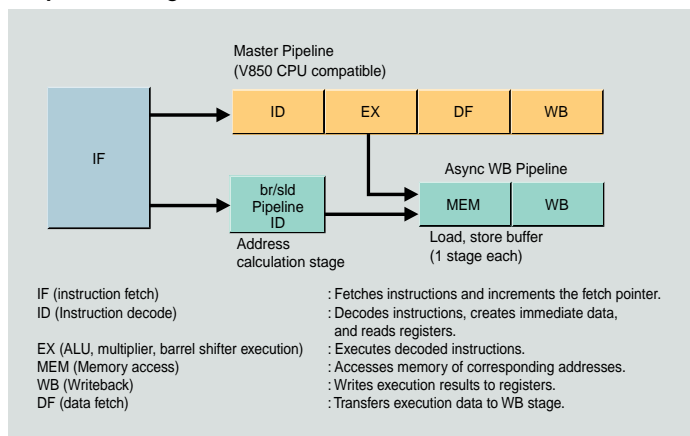 Master Pipeline
(V850 CPU compatible)
ID EX DF WB
IF
Async WB Pipeline
br/sld
Pipeline
ID
MEM WB
Address
calculation stage
Load, store buffer
(1 stage each)
IF (instruction fetch) : Fetches instructions and increments the fetch pointer.
ID (Instruction decode) : Decodes instructions, creates immediate data,
and reads registers.
EX (ALU, multiplier, barrel shifter execution) : Executes decoded instructions.
MEM (Memory access) : Accesses memory of corresponding addresses.
WB (Writeback) : Writes execution results to registers.
DF (data fetch) : Transfers execution data to WB stage.